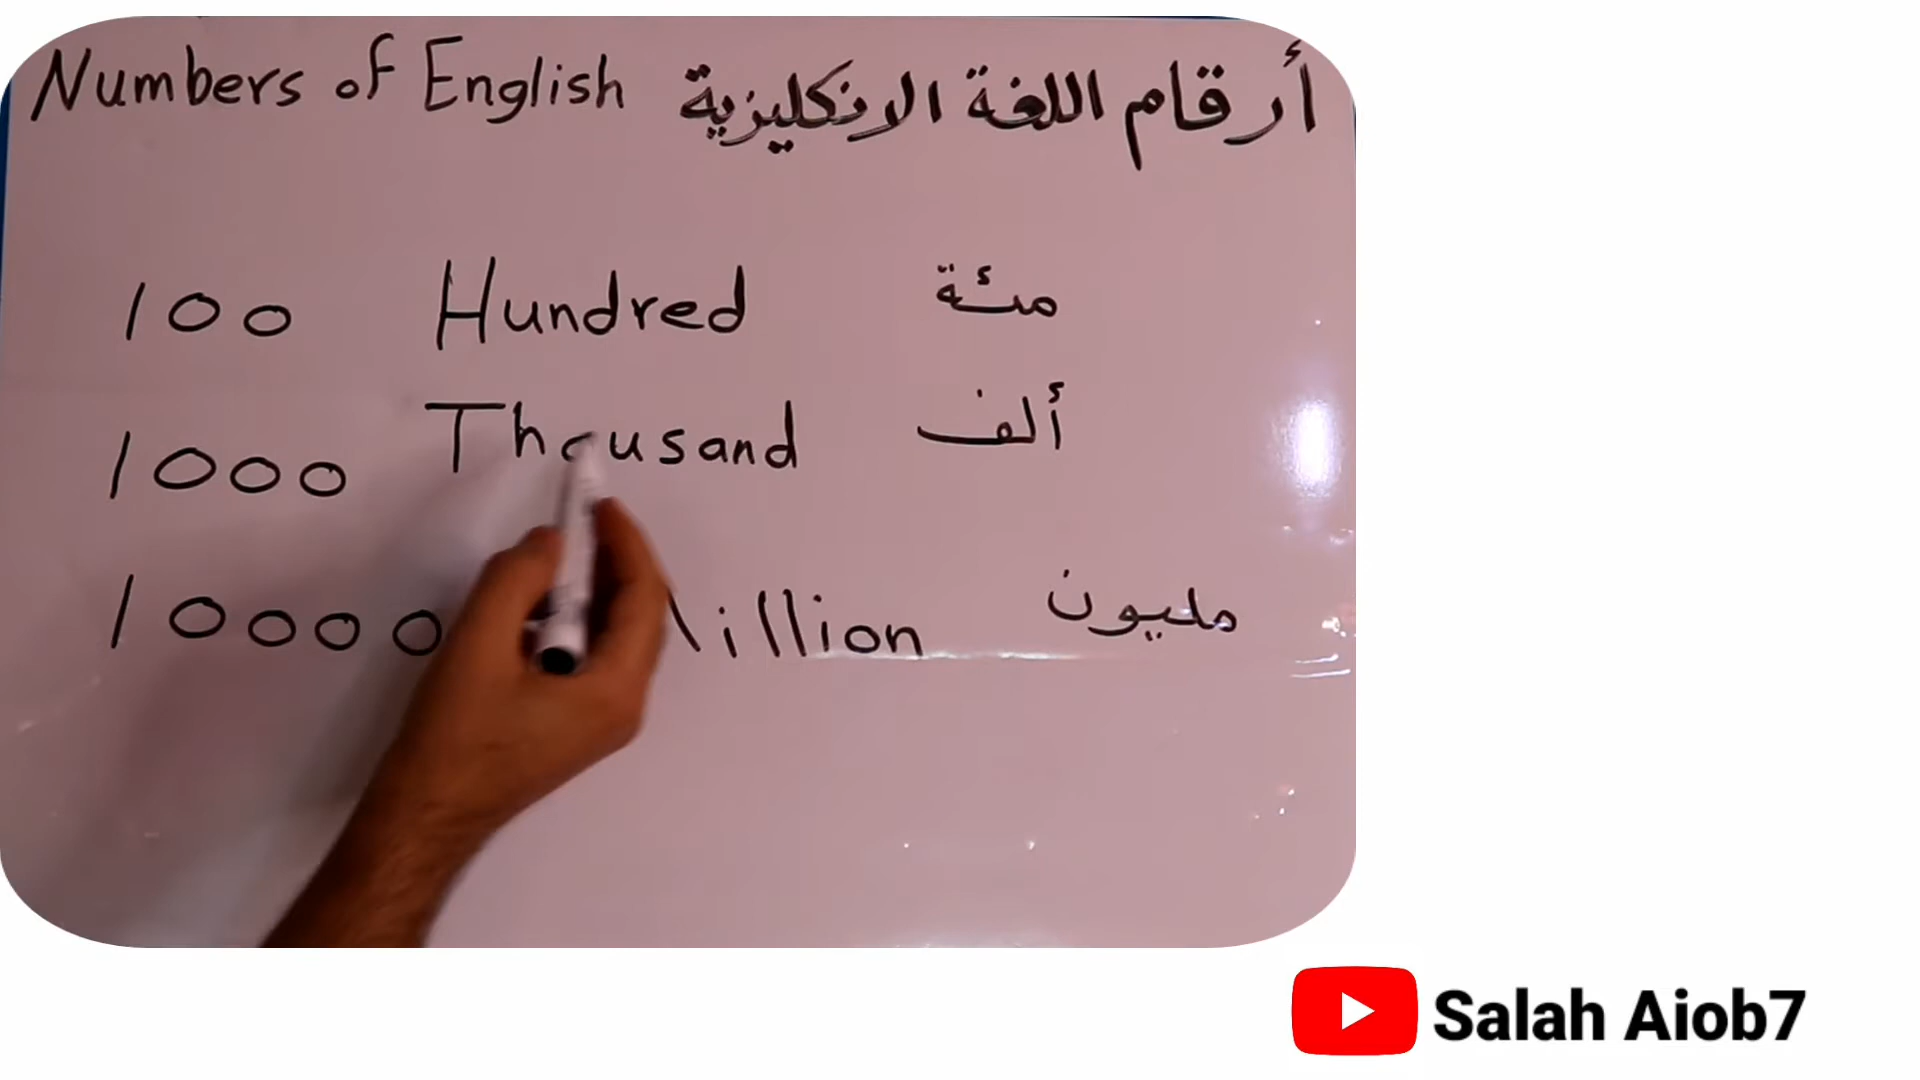 Numbers of English أرقام اللغة الانكليزية
100 Hundred مئة
1000 Thousand ألف
10000 Million مليون
Salah Aiob7